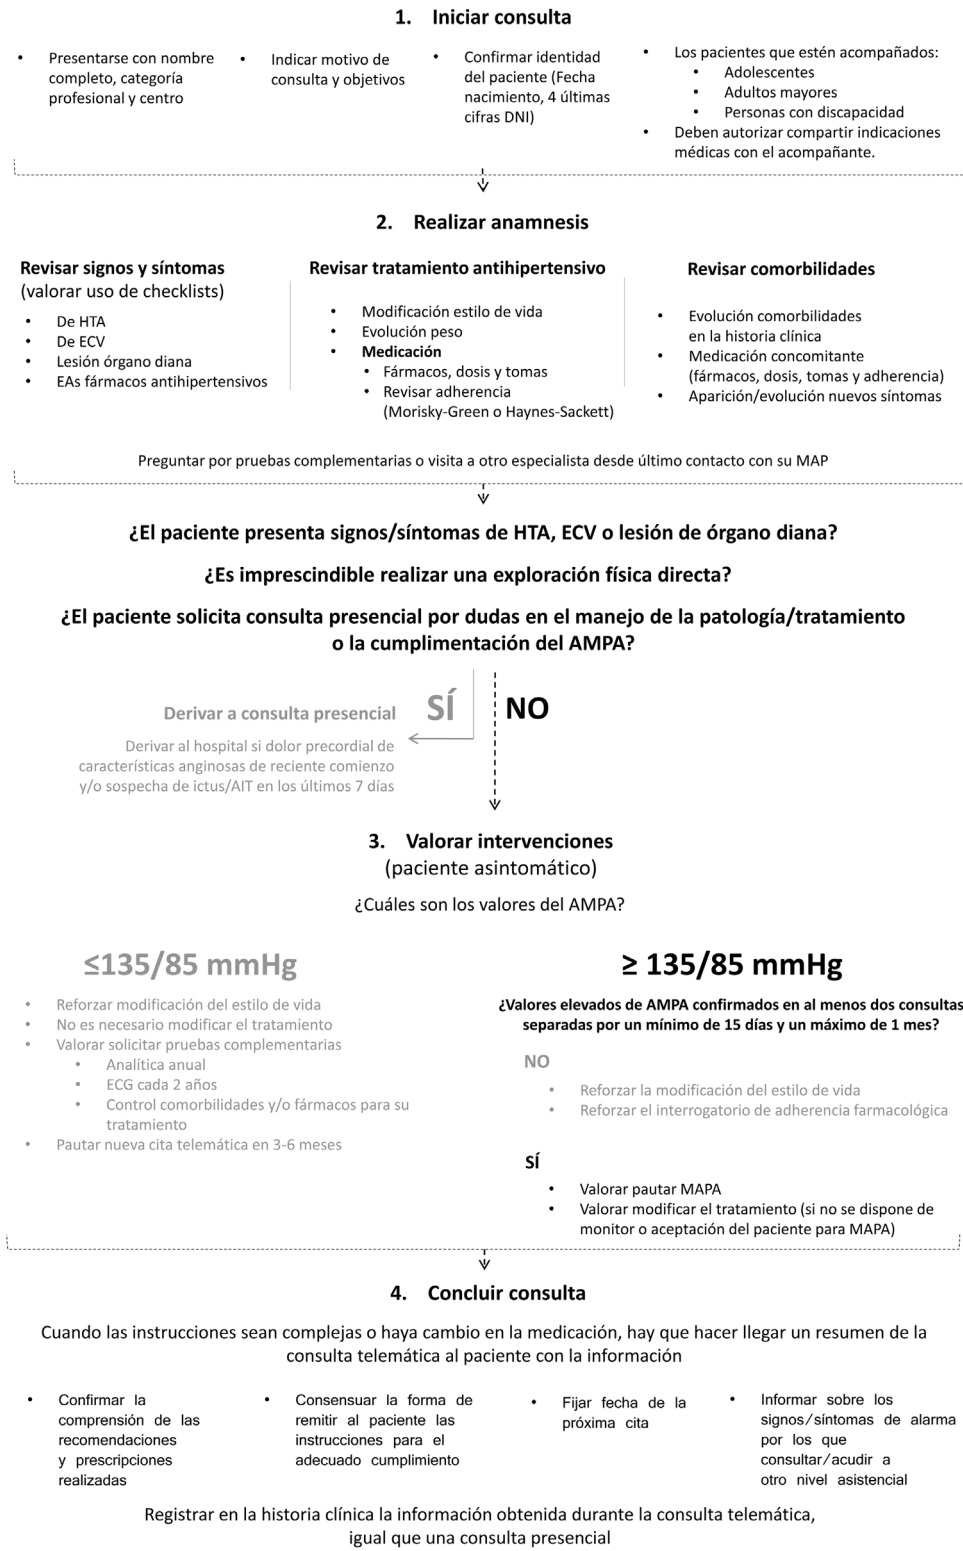 1. Iniciar consulta
• Presentarse con nombre
completo, categoría
profesional y centro
• Indicar motivo de
consulta y objetivos
• Confirmar identidad
del paciente (Fecha
nacimiento, 4 últimas
cifras DNI)
• Los pacientes que estén acompañados:
• Adolescentes
• Adultos mayores
• Personas con discapacidad
• Deben autorizar compartir indicaciones
médicas con el acompañante.
2. Realizar anamnesis
Revisar signos y síntomas
(valorar uso de checklists)
• De HTA
• De ECV
• Lesión órgano diana
• EAs fármacos antihipertensivos
Revisar tratamiento antihipertensivo
• Modificación estilo de vida
• Evolución peso
• Medicación
• Fármacos, dosis y tomas
• Revisar adherencia
(Morisky-Green o Haynes-Sackett)
Revisar comorbilidades
• Evolución comorbilidades
en la historia clínica
• Medicación concomitante
(fármacos, dosis, tomas y adherencia)
• Aparición/evolución nuevos síntomas
Preguntar por pruebas complementarias o visita a otro especialista desde último contacto con su MAP
¿El paciente presenta signos/síntomas de HTA, ECV o lesión de órgano diana?
¿Es imprescindible realizar una exploración física directa?
¿El paciente solicita consulta presencial por dudas en el manejo de la patología/tratamiento
o la cumplimentación del AMPA?
SÍ
NO
Derivar a consulta presencial
Derivar al hospital si dolor precordial de
características anginosas de reciente comienzo
y/o sospecha de ictus/AIT en los últimos 7 días
3. Valorar intervenciones
(paciente asintomático)
¿Cuáles son los valores del AMPA?
≤135/85 mmHg
• Reforzar modificación del estilo de vida
• No es necesario modificar el tratamiento
• Valorar solicitar pruebas complementarias
• Analítica anual
• ECG cada 2 años
• Control comorbilidades y/o fármacos para su
tratamiento
• Pautar nueva cita telemática en 3-6 meses
≥ 135/85 mmHg
¿Valores elevados de AMPA confirmados en al menos dos consultas
separadas por un mínimo de 15 días y un máximo de 1 mes?
NO
• Reforzar la modificación del estilo de vida
• Reforzar el interrogatorio de adherencia farmacológica
SÍ
• Valorar pautar MAPA
• Valorar modificar el tratamiento (si no se dispone de
monitor o aceptación del paciente para MAPA)
4. Concluir consulta
Cuando las instrucciones sean complejas o haya cambio en la medicación, hay que hacer llegar un resumen de la
consulta telemática al paciente con la información
• Confirmar la
comprensión de las
recomendaciones
y prescripciones
realizadas
• Consensuar la forma de
remitir al paciente las
instrucciones para el
adecuado cumplimiento
• Fijar fecha de la
próxima cita
• Informar sobre los
signos/síntomas de alarma
por los que
consultar/acudir a
otro nivel asistencial
Registrar en la historia clínica la información obtenida durante la consulta telemática,
igual que una consulta presencial